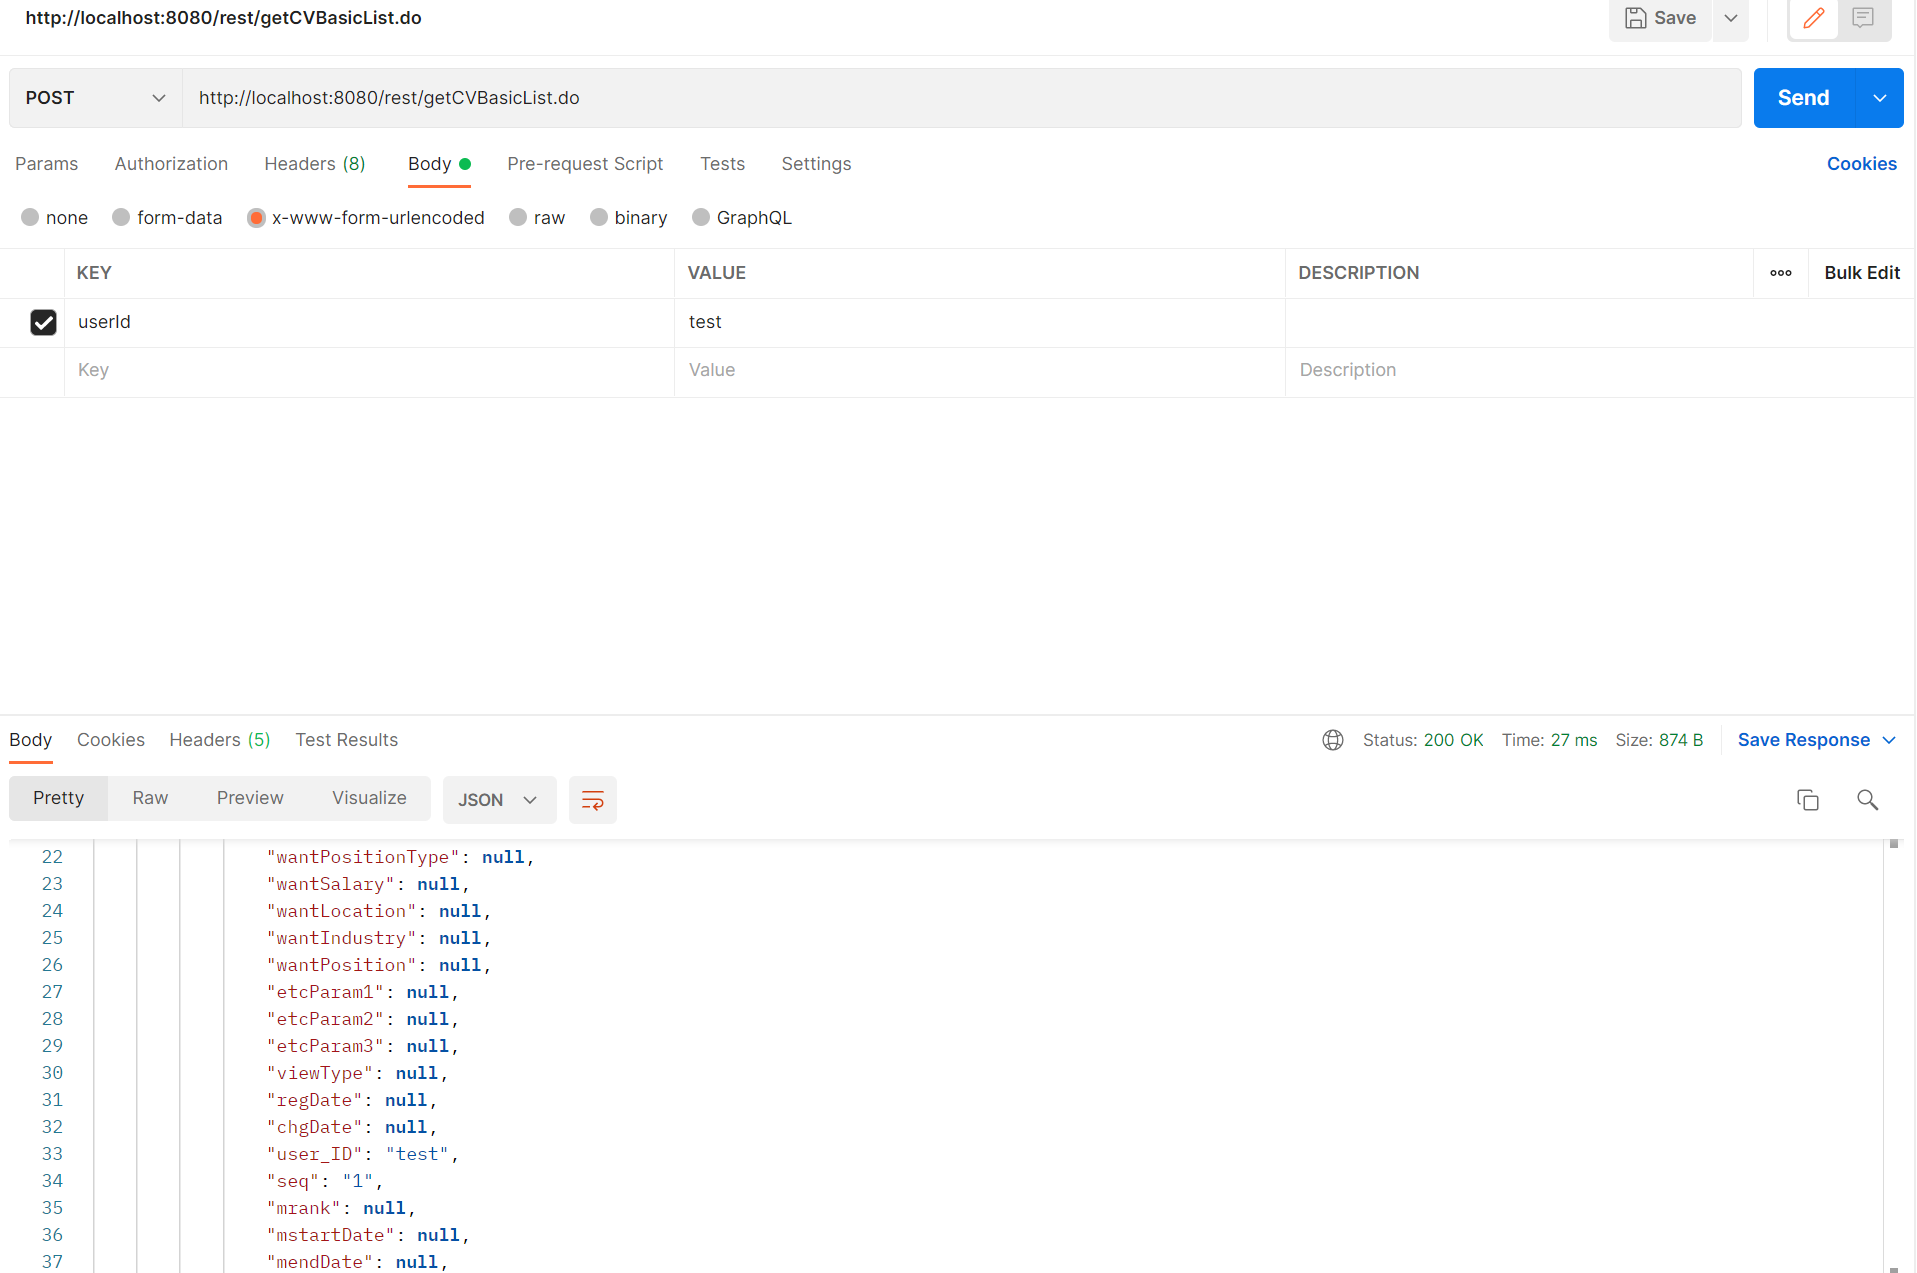 http://localhost:8080/rest/getCVBasicList.do
Save
POST
http://localhost:8080/rest/getCVBasicList.do
Send
Params Authorization Headers (8) Body Pre-request Script Tests Settings Cookies
none form-data x-www-form-urlencoded raw binary GraphQL
KEY VALUE DESCRIPTION ooo Bulk Edit
userId test
Key Value Description
Body Cookies Headers (5) Test Results Status: 200 OK Time: 27 ms Size: 874 B Save Response
Pretty Raw Preview Visualize JSON
22 "wantPositionType": null,
23 "wantSalary": null,
24 "wantLocation": null,
25 "wantIndustry": null,
26 "wantPosition": null,
27 "etcParam1": null,
28 "etcParam2": null,
29 "etcParam3": null,
30 "viewType": null,
31 "regDate": null,
32 "chgDate": null,
33 "user_ID": "test",
34 "seq": "1",
35 "mrank": null,
36 "mstartDate": null,
37 "mendDate": null,